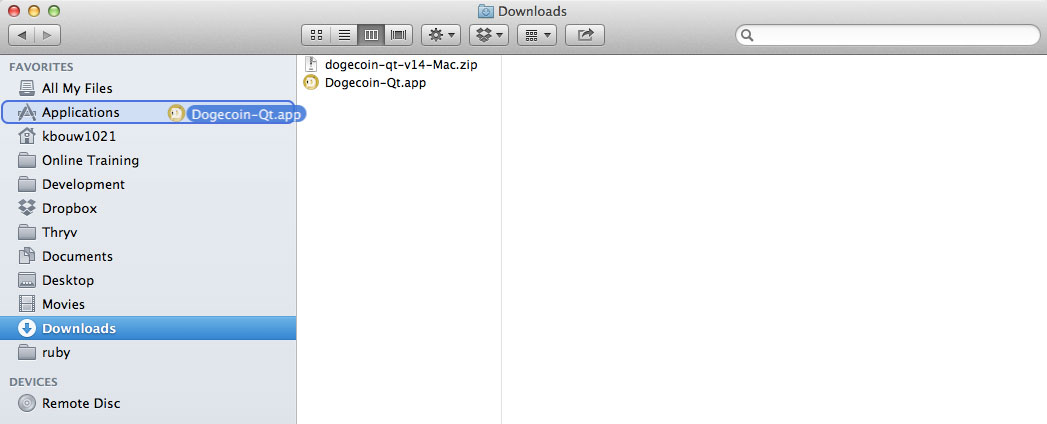 Downloads
FAVORITES
All My Files
Applications
Dogecoin-Qt.app
kbouw1021
Online Training
Development
Dropbox
Thryv
Documents
Desktop
Movies
Downloads
ruby
DEVICES
Remote Disc
dogecoin-qt-v14-Mac.zip
Dogecoin-Qt.app